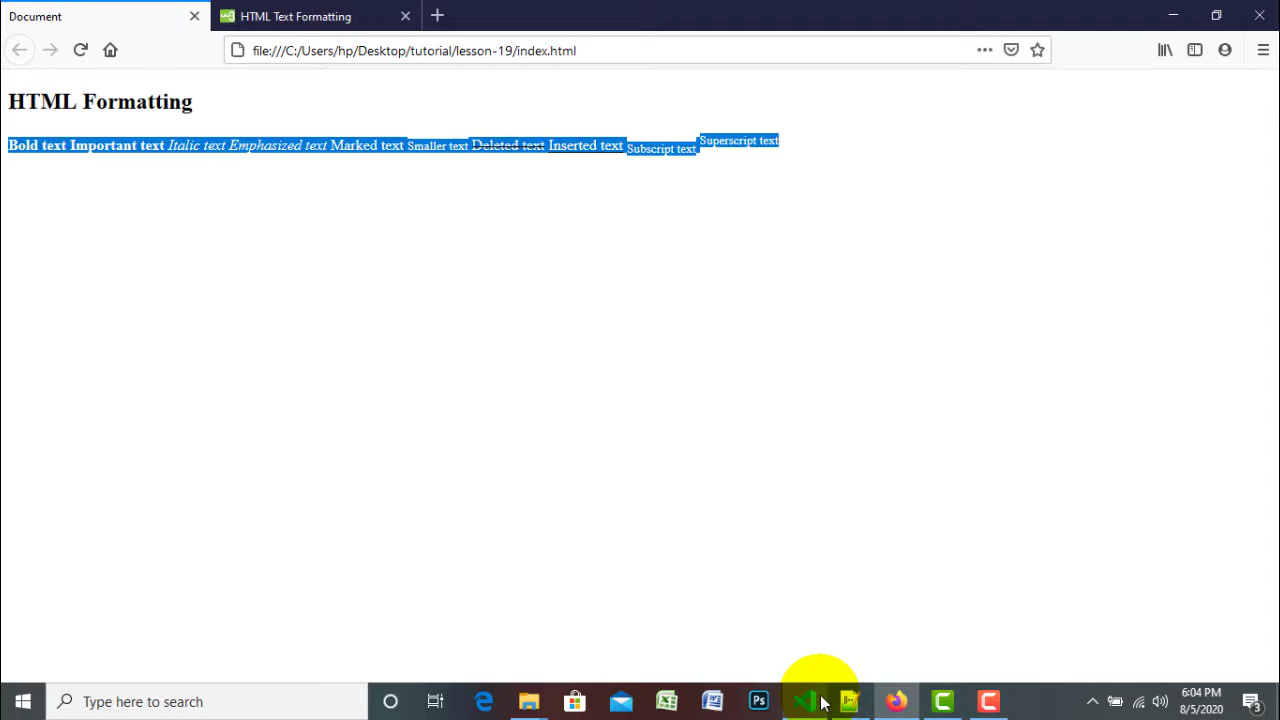 Document
HTML Text Formatting
file:///C:/Users/hp/Desktop/tutorial/lesson-19/index.html
HTML Formatting
Bold text Important text Italic text Emphasized text Marked text Smaller text Deleted text Inserted text Subscript text Superscript text
Type here to search
Ps
6:04 PM
8/5/2020
3